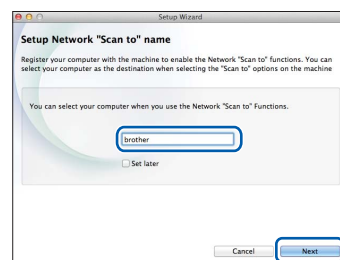 Setup Wizard
Setup Network "Scan to" name
Register your computer with the machine to enable the Network "Scan to" functions. You can
select your computer as the destination when selecting the "Scan to" options on the machine
You can select your computer when you use the Network "Scan to" Functions.
brother
Set later
Cancel
Next